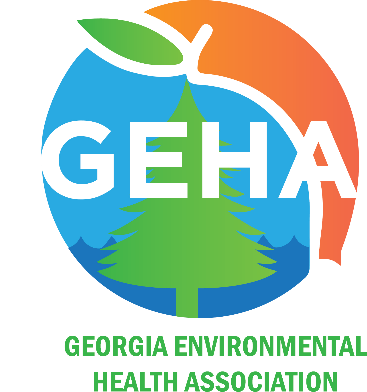 GEHA
GEORGIA ENVIRONMENTAL
HEALTH ASSOCIATION